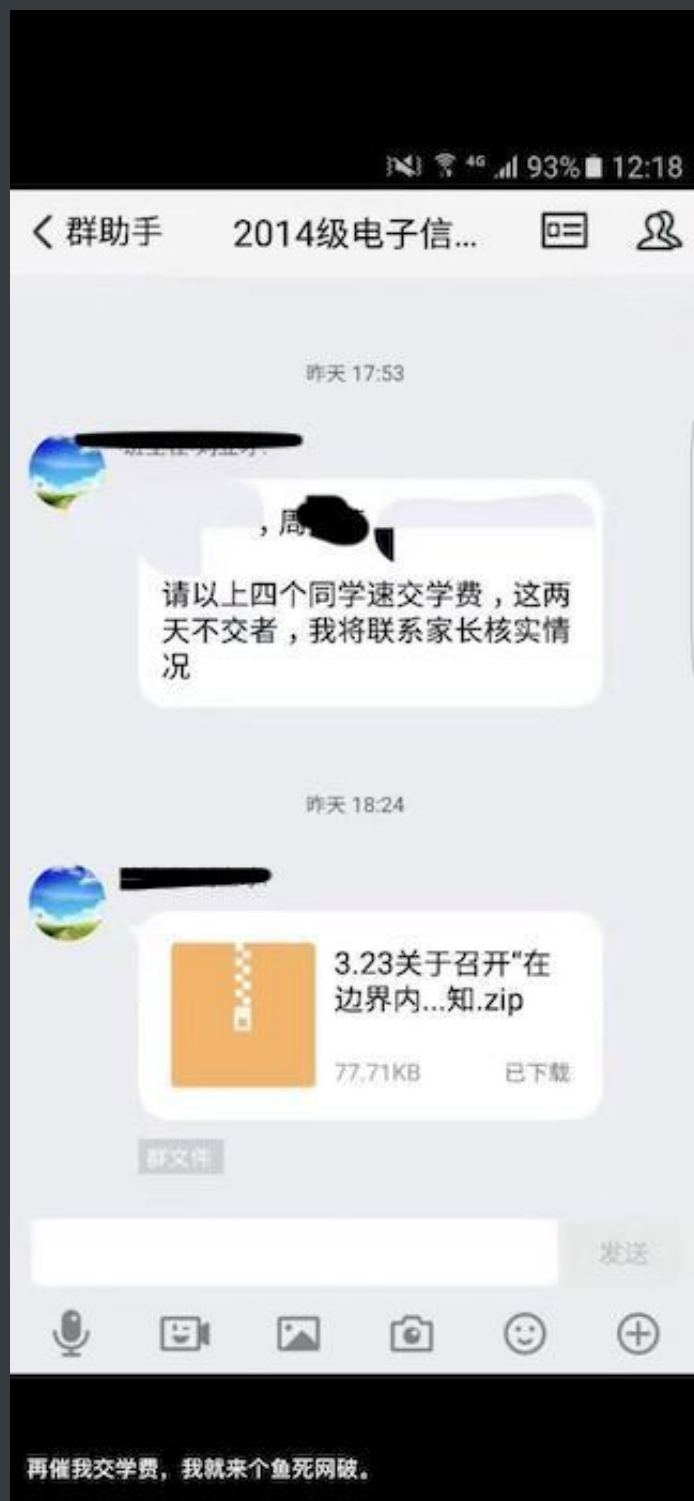 4G 93% 12:18
群助手 2014级电子信...
昨天 17:53
，周
请以上四个同学速交学费，这两
天不交者，我将联系家长核实情
况
昨天 18:24
3.23关于召开“在
边界内...知.zip
77.71KB 已下载
群文件
发送
再催我交学费，我就来个鱼死网破。